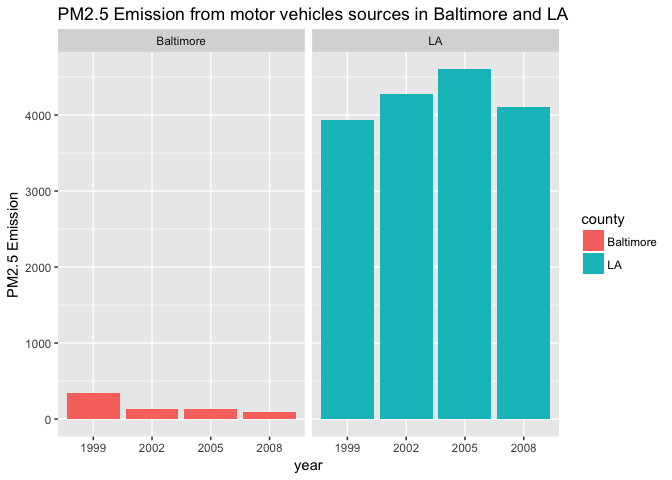 PM2.5 Emission from motor vehicles sources in Baltimore and LA
Baltimore
LA
PM2.5 Emission
4000
3000
2000
1000
0
1999
2002
2005
2008
1999
2002
2005
2008
year
county
Baltimore
LA